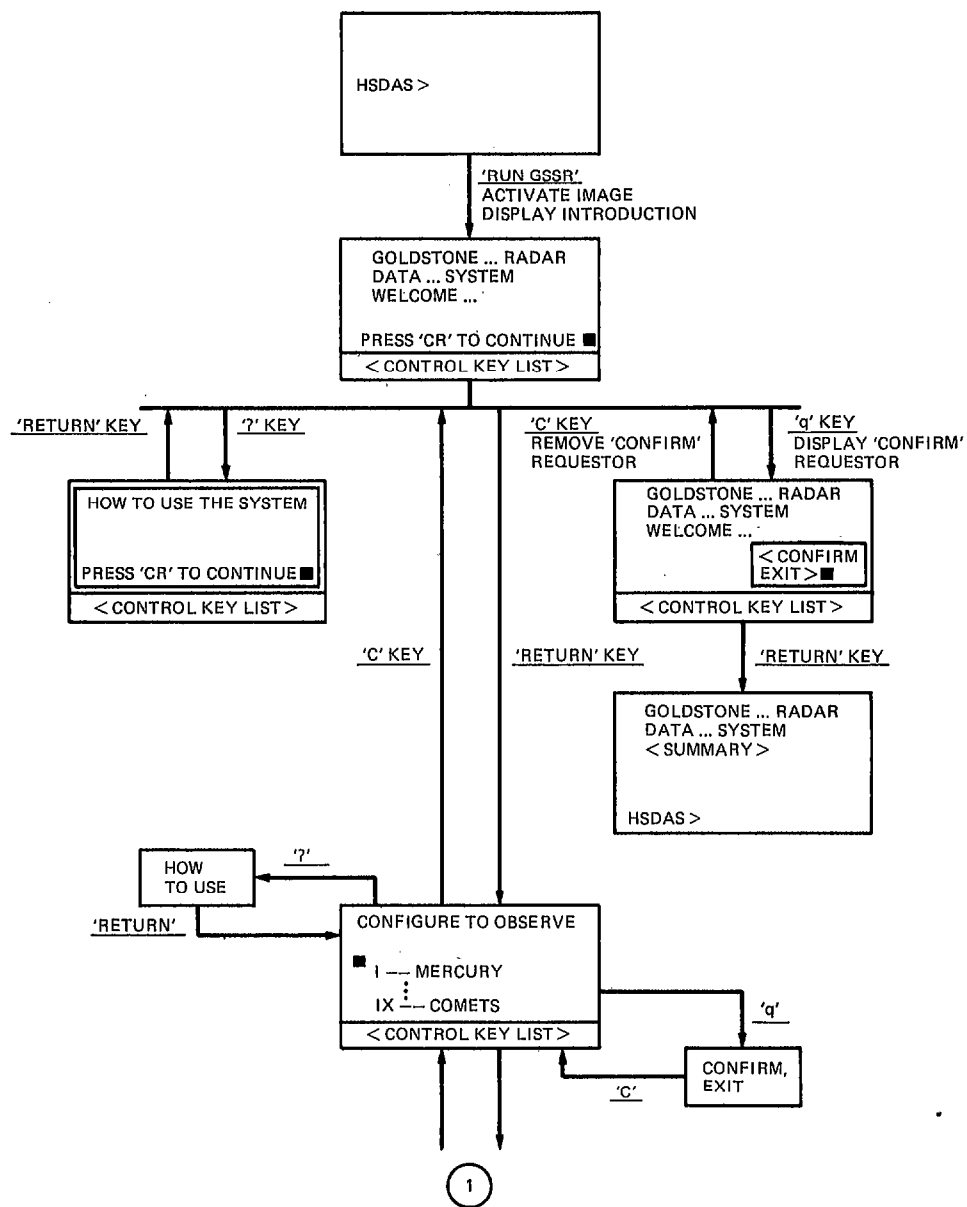 HSDAS >
'RUN GSSR'
ACTIVATE IMAGE
DISPLAY INTRODUCTION
GOLDSTONE ... RADAR
DATA ... SYSTEM
WELCOME ...
PRESS 'CR' TO CONTINUE
< CONTROL KEY LIST >
'RETURN' KEY
'?' KEY
'C' KEY
REMOVE 'CONFIRM'
REQUESTOR
'q' KEY
DISPLAY 'CONFIRM'
REQUESTOR
HOW TO USE THE SYSTEM
PRESS 'CR' TO CONTINUE
< CONTROL KEY LIST >
GOLDSTONE ... RADAR
DATA ... SYSTEM
WELCOME ...
< CONFIRM
EXIT >
< CONTROL KEY LIST >
'C' KEY
'RETURN' KEY
'RETURN' KEY
GOLDSTONE ... RADAR
DATA ... SYSTEM
< SUMMARY >
HSDAS >
HOW
TO USE
'?'
'RETURN'
CONFIGURE TO OBSERVE
I -- MERCURY
IX -- COMETS
< CONTROL KEY LIST >
'q'
CONFIRM,
EXIT
'C'
1